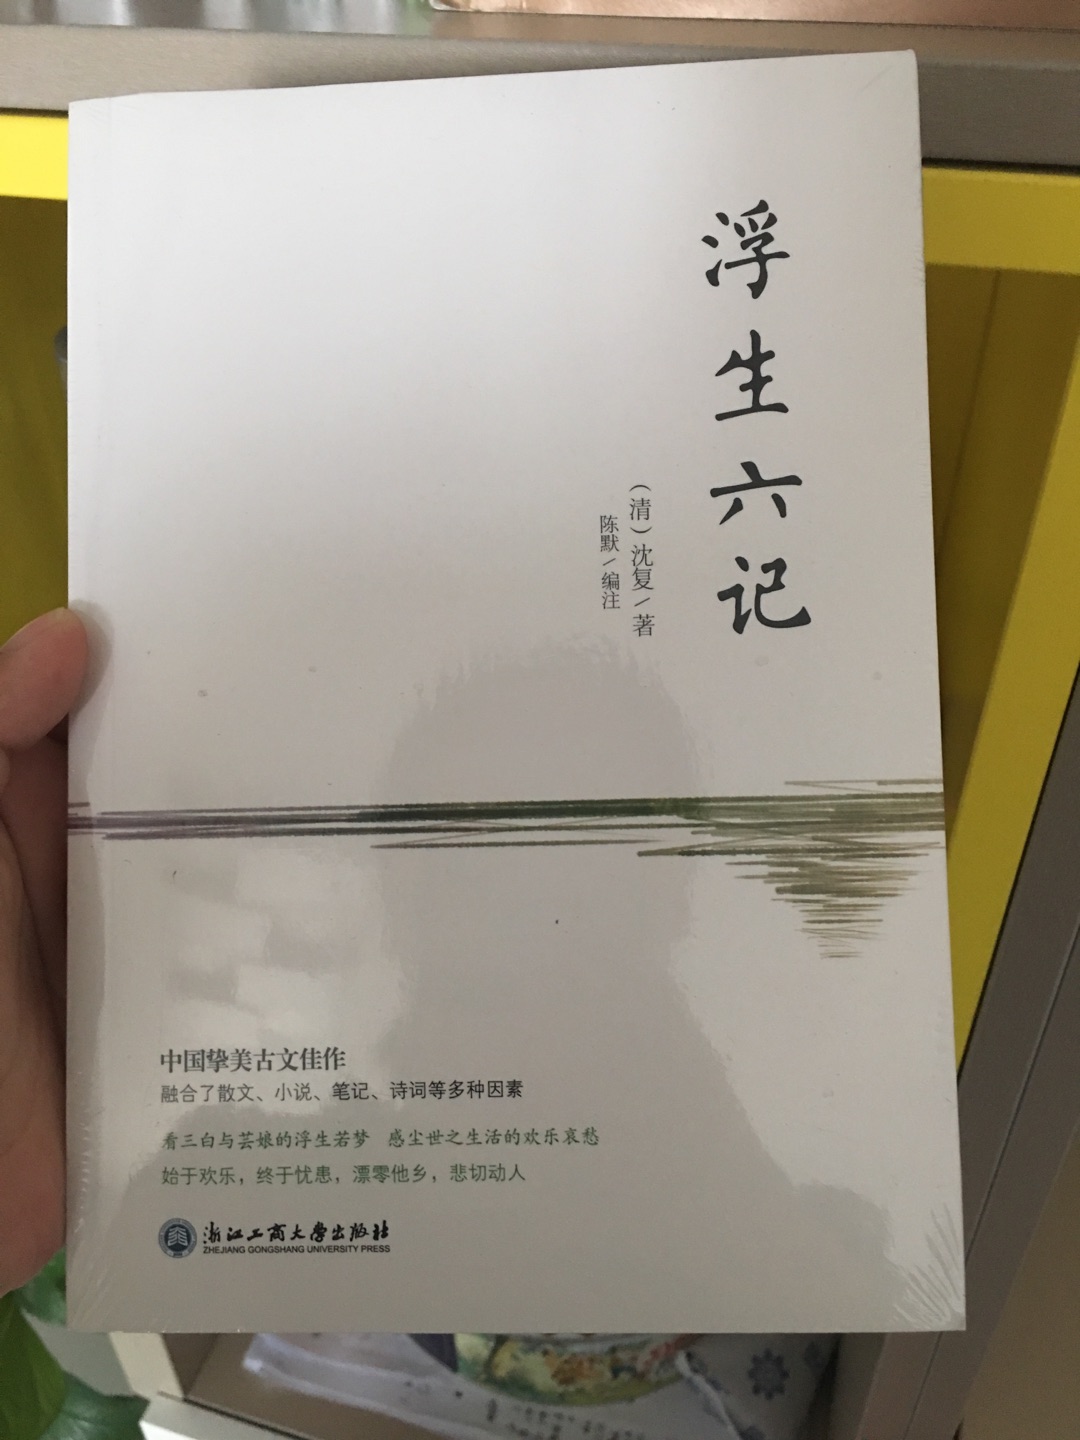 浮生六记
（清）沈复/著
陈默/编注
中国挚美古文佳作
融合了散文、小说、笔记、诗词等多种因素
看三白与芸娘的浮生若梦 感尘世之生活的欢乐哀愁
始于欢乐，终于忧患，漂零他乡，悲切动人
浙江工商大学出版社
ZHEJIANG GONGSHANG UNIVERSITY PRESS